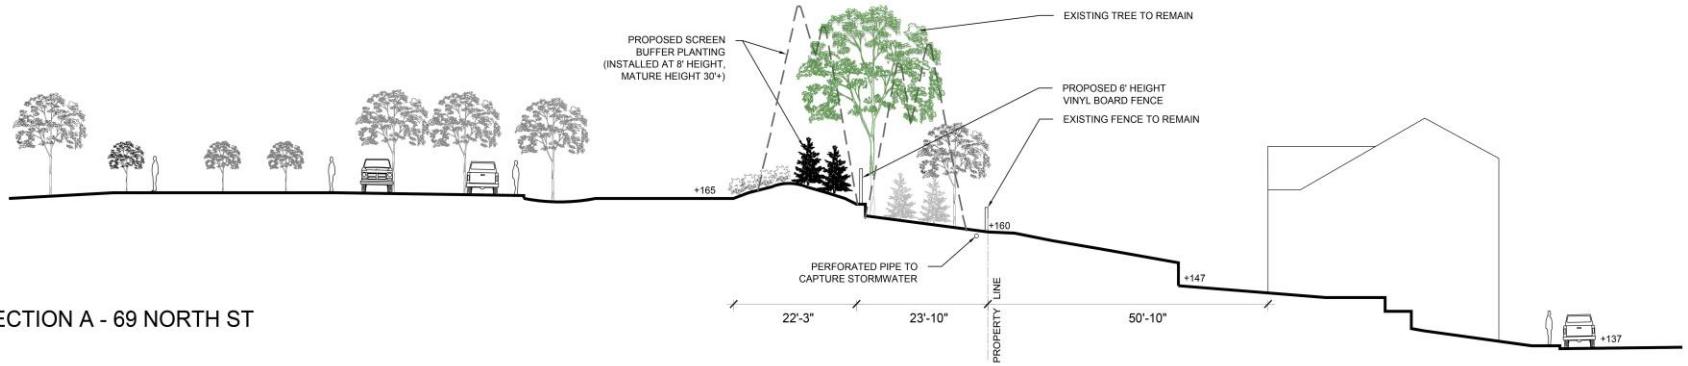 EXISTING TREE TO REMAIN
PROPOSED SCREEN
BUFFER PLANTING
(INSTALLED AT 8' HEIGHT,
MATURE HEIGHT 30'+)
PROPOSED 6' HEIGHT
VINYL BOARD FENCE
EXISTING FENCE TO REMAIN
+165
+160
PERFORATED PIPE TO
CAPTURE STORMWATER
+147
PROPERTY LINE
22'-3"
23'-10"
50'-10"
ECTION A - 69 NORTH ST
+137